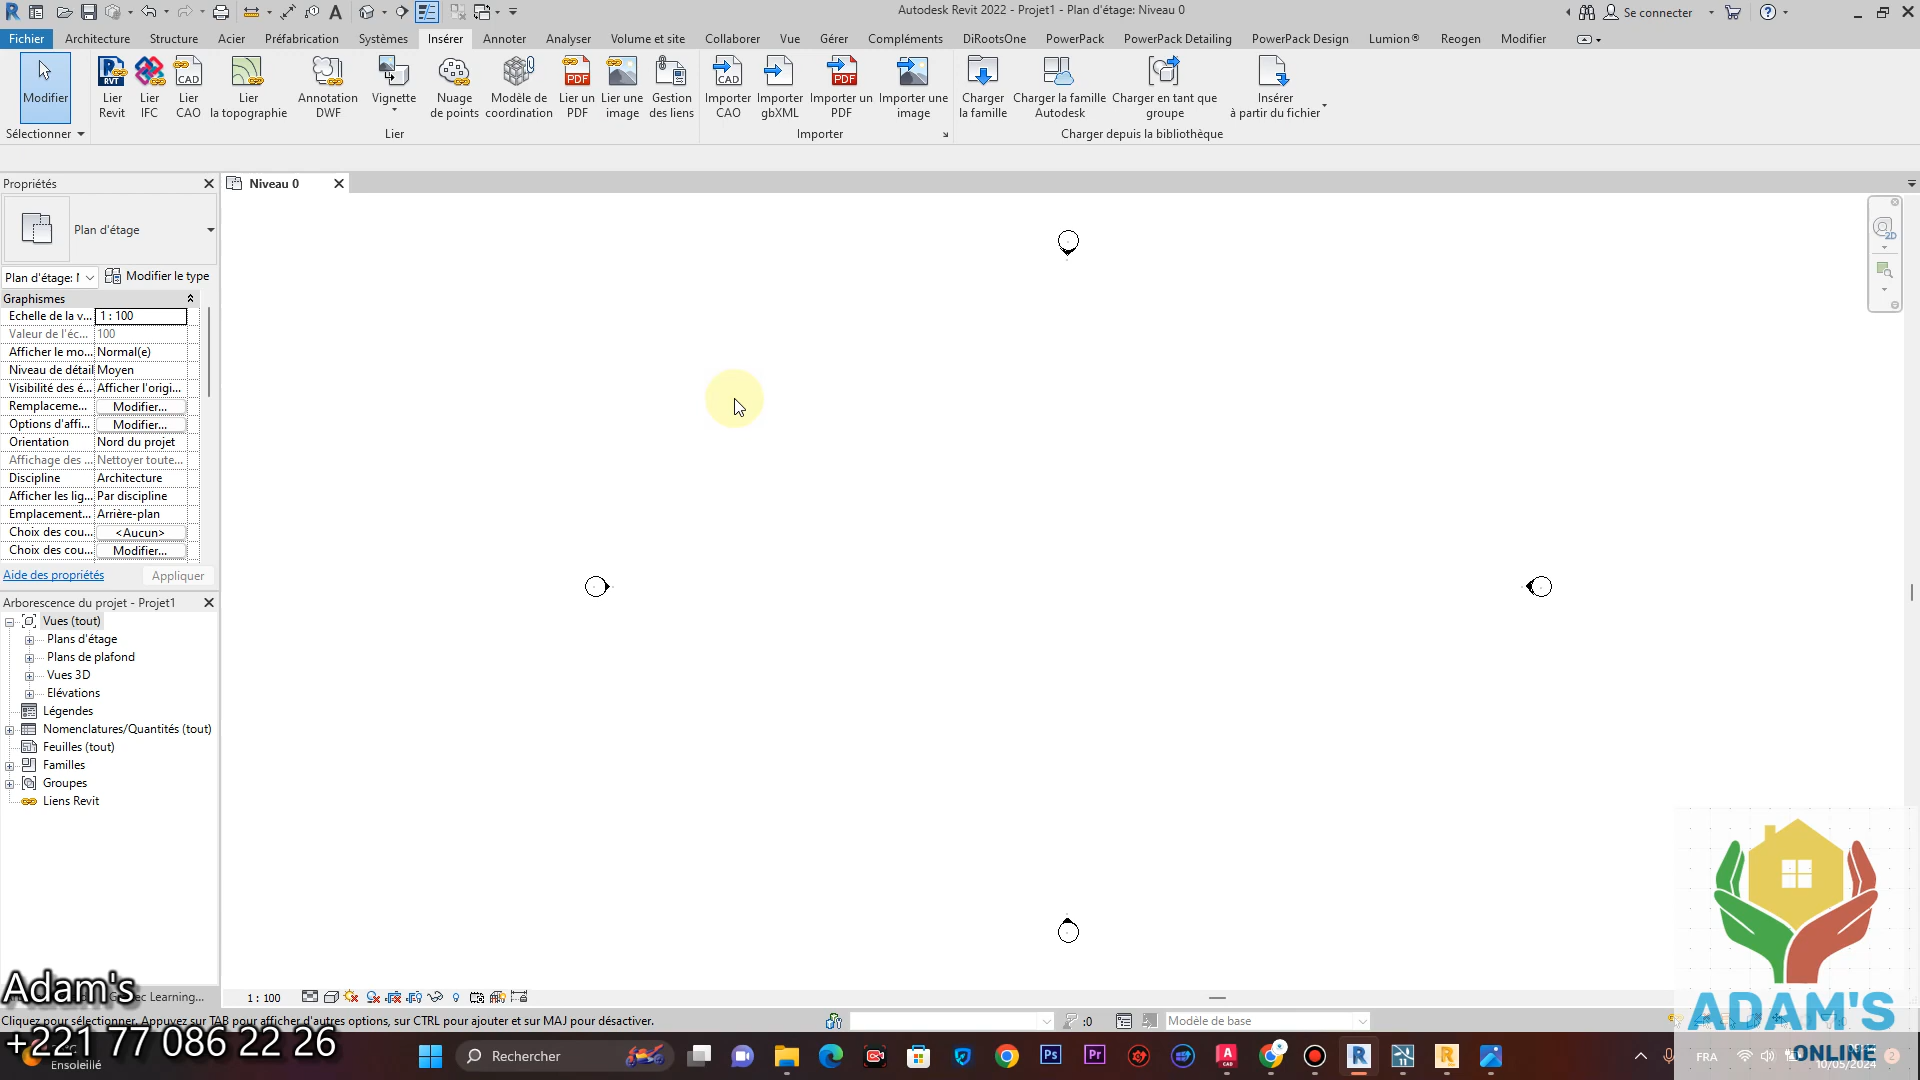 Autodesk Revit 2022 - Projet1 - Plan d'étage: Niveau 0
Se connecter
Fichier Architecture Structure Acier Préfabrication Systèmes Insérer Annoter Analyser Volume et site Collaborer Vue Gérer Compléments DiRootsOne PowerPack PowerPack Detailing PowerPack Design Lumion® Reogen Modifier
Modifier
Lier Revit
Lier IFC
Lier CAO
Lier la topographie
Annotation DWF
Vignette
Nuage de points
Modèle de coordination
Lier un PDF
Lier une image
Gestion des liens
Importer CAO
Importer gbXML
Importer un PDF
Importer une image
Charger la famille
Charger la famille Autodesk
Charger en tant que groupe
Insérer à partir du fichier
Sélectionner
Lier
Importer
Charger depuis la bibliothèque
Propriétés
Niveau 0
Plan d'étage
Modifier le type
Graphismes
Echelle de la v... 1 : 100
Valeur de l'éc... 100
Afficher le mo... Normal(e)
Niveau de détail Moyen
Visibilité des é... Afficher l'origi...
Remplaceme... Modifier...
Options d'affi... Modifier...
Orientation Nord du projet
Affichage des ... Nettoyer toute...
Discipline Architecture
Afficher les lig... Par discipline
Emplacement... Arrière-plan
Choix des cou... <Aucun>
Choix des cou... Modifier...
Aide des propriétés Appliquer
Arborescence du projet - Projet1
Vues (tout)
Plans d'étage
Plans de plafond
Vues 3D
Elévations
Légendes
Nomenclatures/Quantités (tout)
Feuilles (tout)
Familles
Groupes
Liens Revit
Adam's
Learning...
1 : 100
Cliquez pour sélectionner. Appuyez sur TAB pour afficher d'autres options, sur CTRL pour ajouter et sur MAJ pour désactiver.
:0
Modèle de base
+221 77 086 22 26
Ensoleillé
Rechercher
FRA
10/05/2024
2
ADAM'S
ONLINE